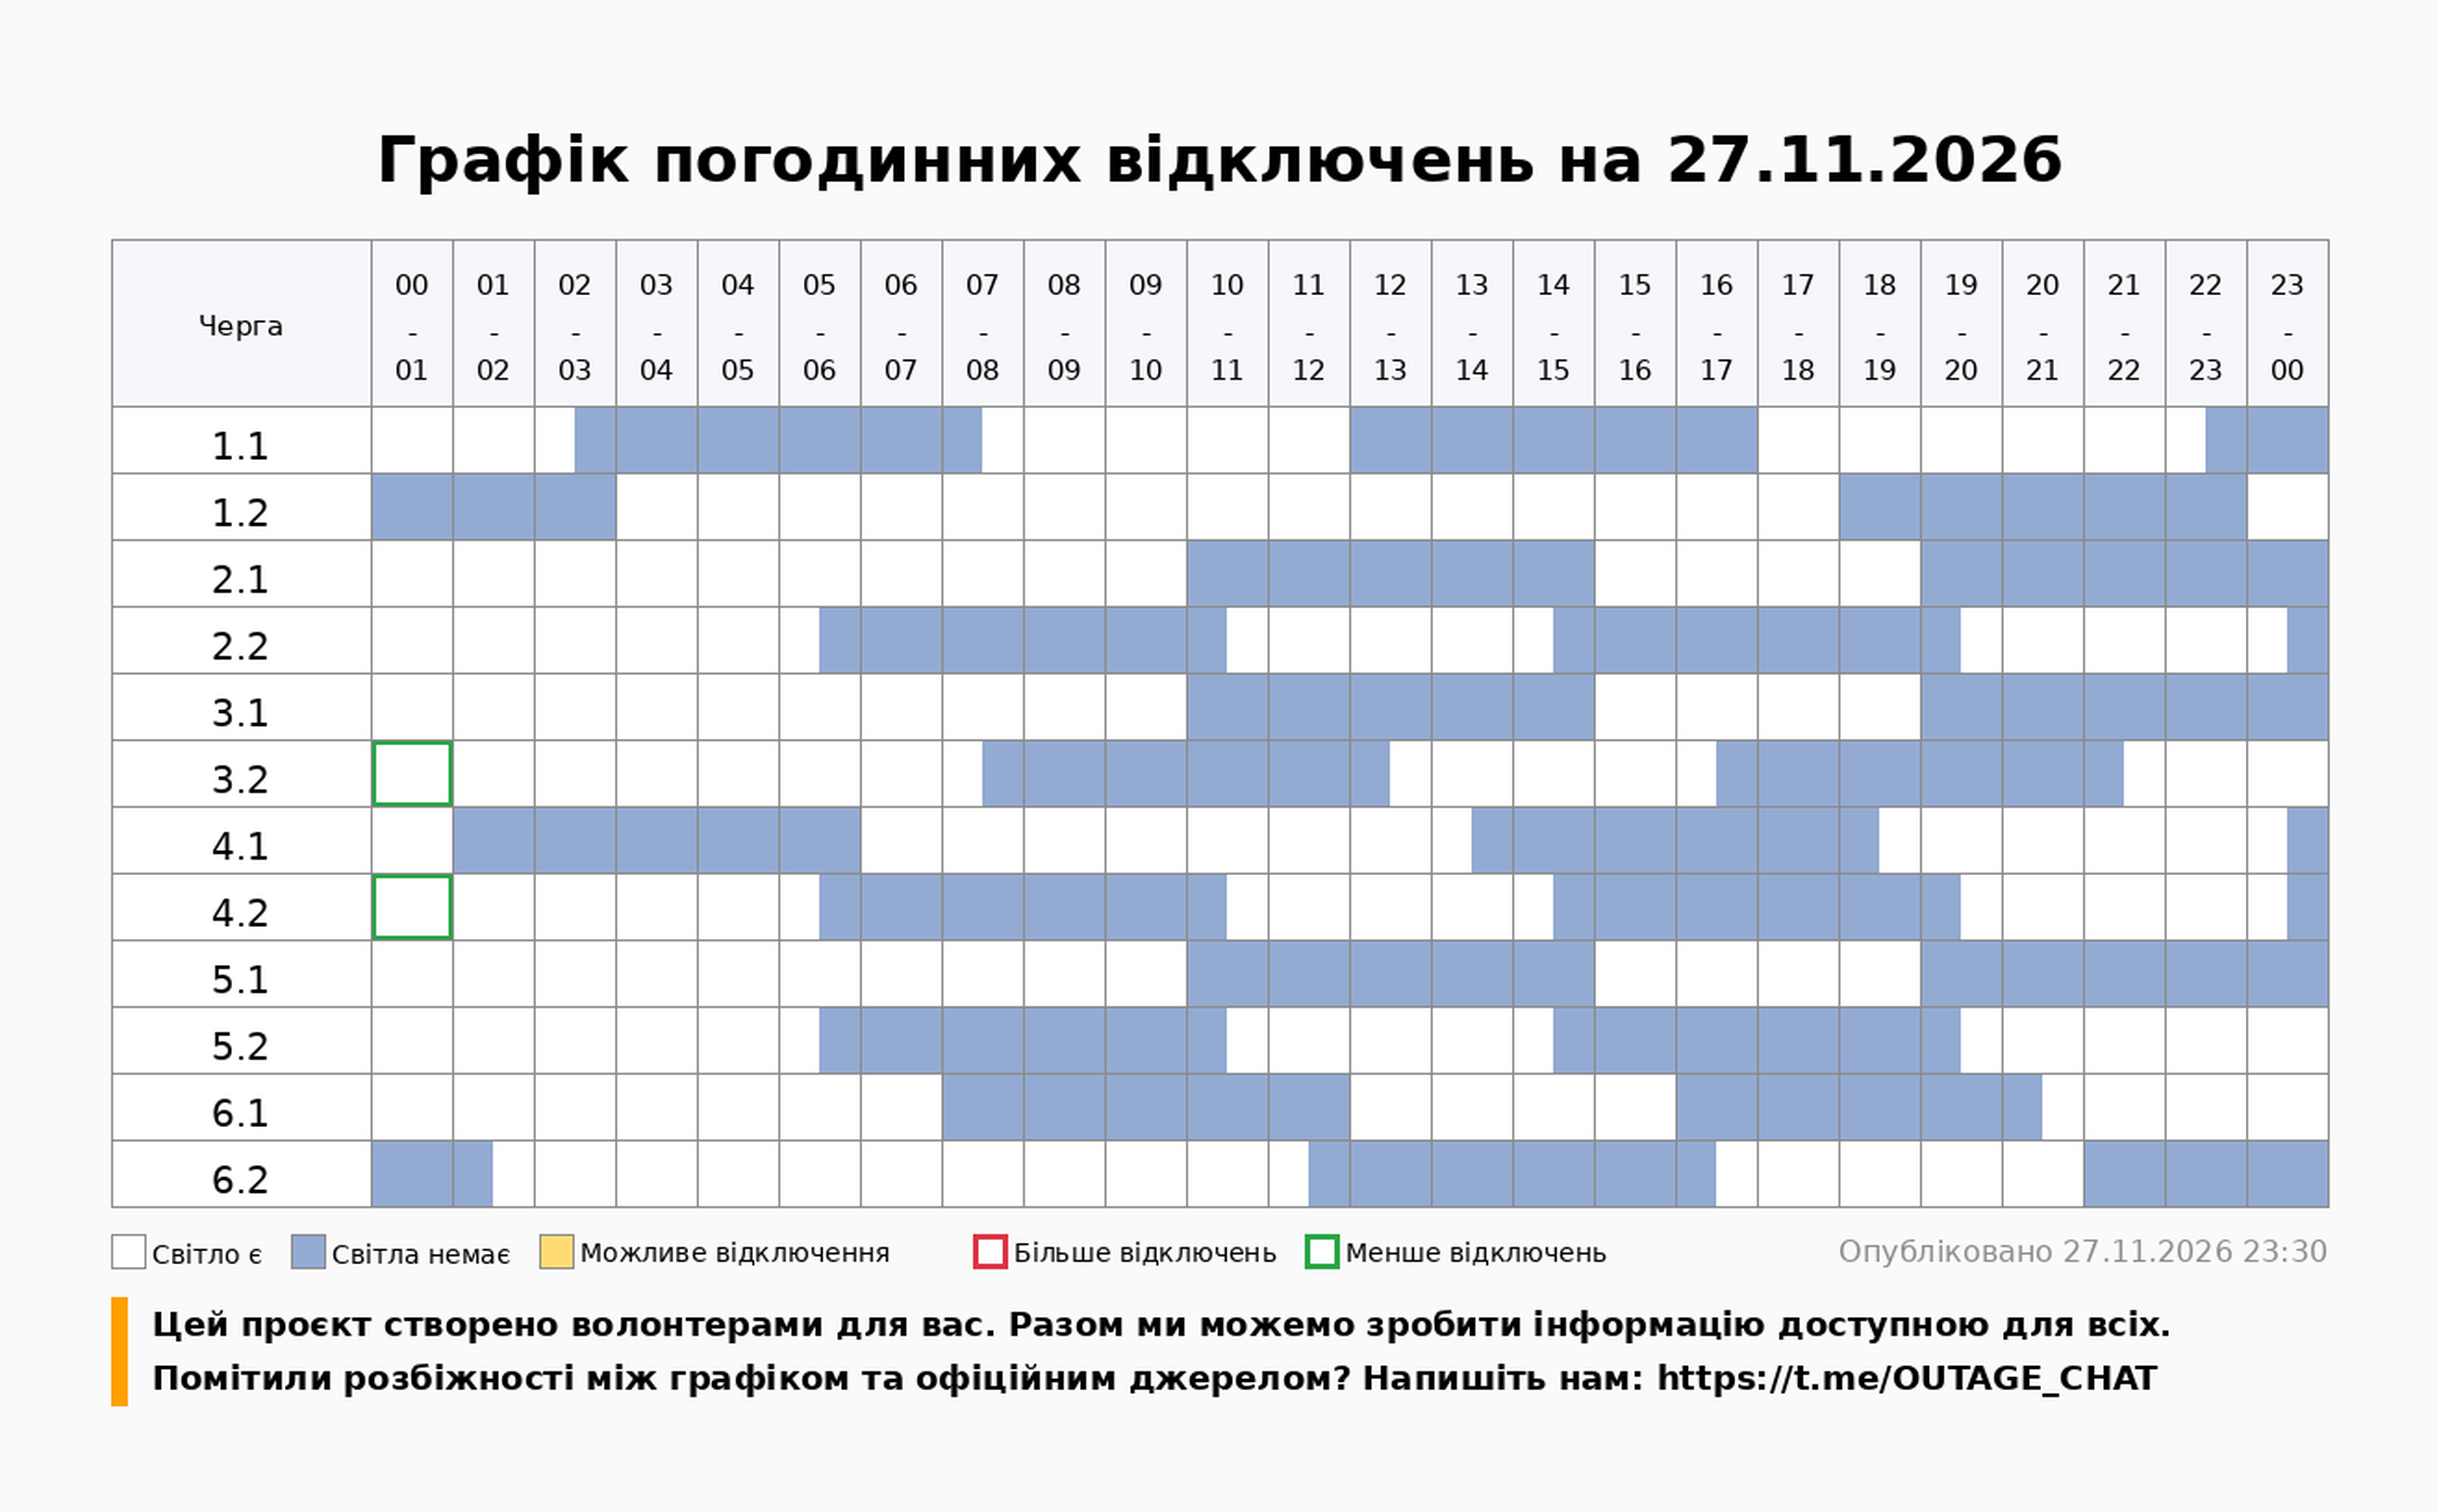 Графік погодинних відключень на 27.11.2026
Черга 00 - 01 01 - 02 02 - 03 03 - 04 04 - 05 05 - 06 06 - 07 07 - 08 08 - 09 09 - 10 10 - 11 11 - 12 12 - 13 13 - 14 14 - 15 15 - 16 16 - 17 17 - 18 18 - 19 19 - 20 20 - 21 21 - 22 22 - 23 23 - 00
1.1
1.2
2.1
2.2
3.1
3.2
4.1
4.2
5.1
5.2
6.1
6.2
Світло є Світла немає Можливе відключення Більше відключень Менше відключень Опубліковано 27.11.2026 23:30
Цей проєкт створено волонтерами для вас. Разом ми можемо зробити інформацію доступною для всіх.
Помітили розбіжності між графіком та офіційним джерелом? Напишіть нам: https://t.me/OUTAGE_CHAT